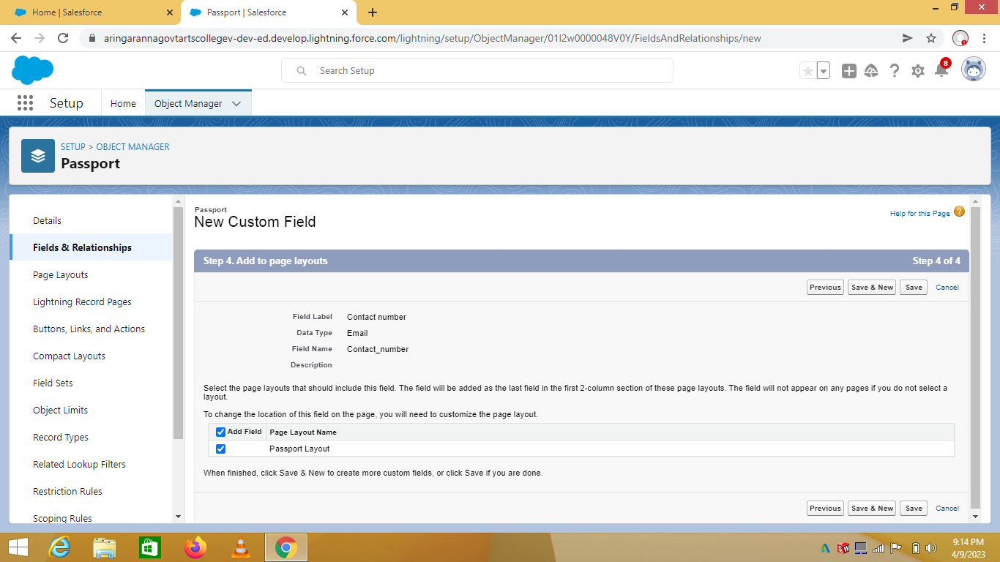 Home | Salesforce
Passport | Salesforce
aringarannagovtartscollegev-dev-ed.develop.lightning.force.com/lightning/setup/ObjectManager/01I2w0000048V0Y/FieldsAndRelationships/new
Search Setup
8
Setup
Home
Object Manager
SETUP > OBJECT MANAGER
Passport
Details
Fields & Relationships
Page Layouts
Lightning Record Pages
Buttons, Links, and Actions
Compact Layouts
Field Sets
Object Limits
Record Types
Related Lookup Filters
Restriction Rules
Scoping Rules
Passport
New Custom Field
Help for this Page ?
Step 4. Add to page layouts Step 4 of 4
Previous Save & New Save Cancel
Field Label Contact number
Data Type Email
Field Name Contact_number
Description
Select the page layouts that should include this field. The field will be added as the last field in the first 2-column section of these page layouts. The field will not appear on any pages if you do not select a
layout.
To change the location of this field on the page, you will need to customize the page layout.
Add Field Page Layout Name
Passport Layout
When finished, click Save & New to create more custom fields, or click Save if you are done.
Previous Save & New Save Cancel
9:14 PM
4/9/2023